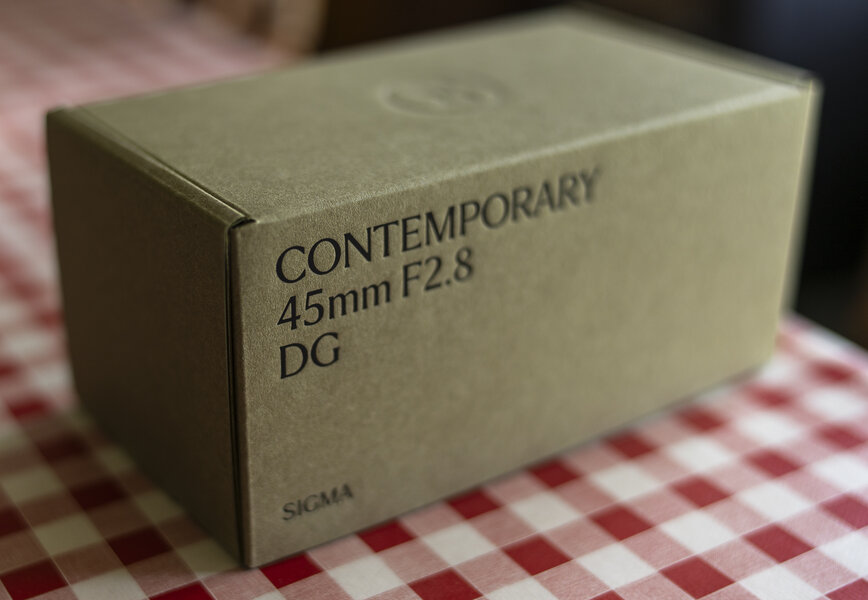 CONTEMPORARY
45mm F2.8
DG
SIGMA